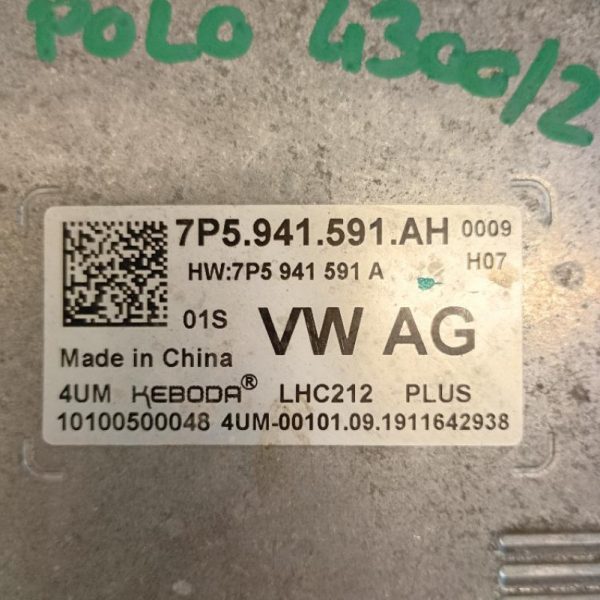 POLO 4300/2
7P5.941.591.AH 0009
HW:7P5 941 591 A H07
01S VW AG
Made in China
4UM KEBODA® LHC212 PLUS
10100500048 4UM-00101.09.1911642938